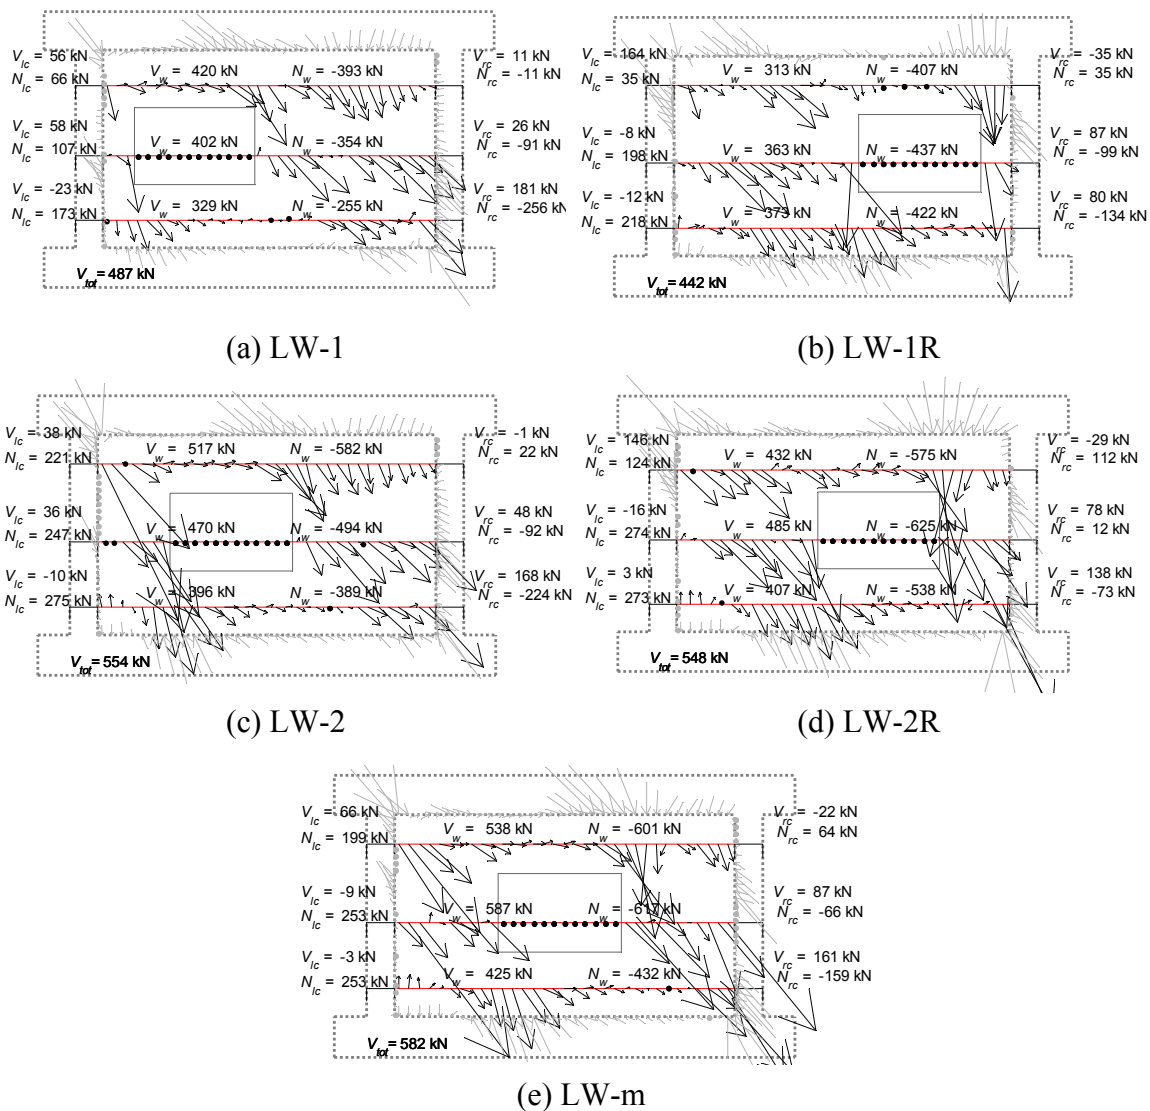 V_lc = 56 kN
N_lc = 66 kN
V_w = 420 kN N_w = -393 kN
V_rc = 11 kN
N_rc = -11 kN
V_lc = 58 kN
N_lc = 107 kN
V_w = 402 kN N_w = -354 kN
V_rc = 26 kN
N_rc = -91 kN
V_lc = -23 kN
N_lc = 173 kN
V_w = 329 kN N_w = -255 kN
V_rc = 181 kN
N_rc = -256 kN
V_tot = 487 kN
(a) LW-1
V_lc = 164 kN
N_lc = 35 kN
V_w = 313 kN N_w = -407 kN
V_rc = -35 kN
N_rc = 35 kN
V_lc = -8 kN
N_lc = 198 kN
V_w = 363 kN N_w = -437 kN
V_rc = 87 kN
N_rc = -99 kN
V_lc = -12 kN
N_lc = 218 kN
V_w = 373 kN N_w = -422 kN
V_rc = 80 kN
N_rc = -134 kN
V_tot = 442 kN
(b) LW-1R
V_lc = 38 kN
N_lc = 221 kN
V_w = 517 kN N_w = -582 kN
V_rc = -1 kN
N_rc = 22 kN
V_lc = 36 kN
N_lc = 247 kN
V_w = 470 kN N_w = -494 kN
V_rc = 48 kN
N_rc = -92 kN
V_lc = -10 kN
N_lc = 275 kN
V_w = 396 kN N_w = -389 kN
V_rc = 168 kN
N_rc = -224 kN
V_tot = 554 kN
(c) LW-2
V_lc = 146 kN
N_lc = 124 kN
V_w = 432 kN N_w = -575 kN
V_rc = -29 kN
N_rc = 112 kN
V_lc = -16 kN
N_lc = 274 kN
V_w = 485 kN N_w = -625 kN
V_rc = 78 kN
N_rc = 12 kN
V_lc = 3 kN
N_lc = 273 kN
V_w = 407 kN N_w = -538 kN
V_rc = 138 kN
N_rc = -73 kN
V_tot = 548 kN
(d) LW-2R
V_lc = 66 kN
N_lc = 199 kN
V_w = 538 kN N_w = -601 kN
V_rc = -22 kN
N_rc = 64 kN
V_lc = -9 kN
N_lc = 253 kN
V_w = 587 kN N_w = -617 kN
V_rc = 87 kN
N_rc = -66 kN
V_lc = -3 kN
N_lc = 253 kN
V_w = 425 kN N_w = -432 kN
V_rc = 161 kN
N_rc = -159 kN
V_tot = 582 kN
(e) LW-m